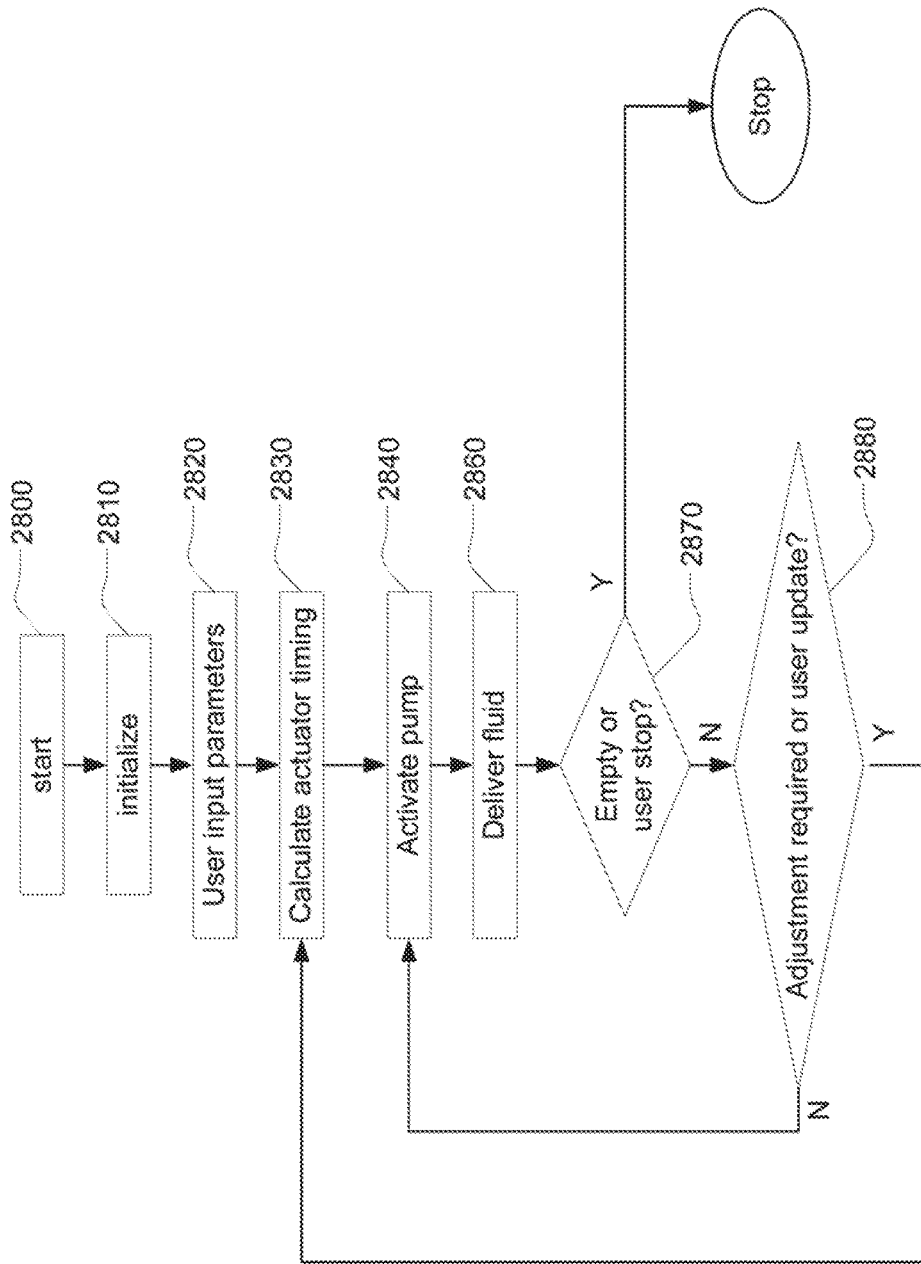 start
2800
initialize
2810
User input parameters
2820
Calculate actuator timing
2830
Activate pump
2840
Deliver fluid
2860
Empty or
user stop?
2870
Y
Stop
N
Adjustment required or user update?
2880
N
Y